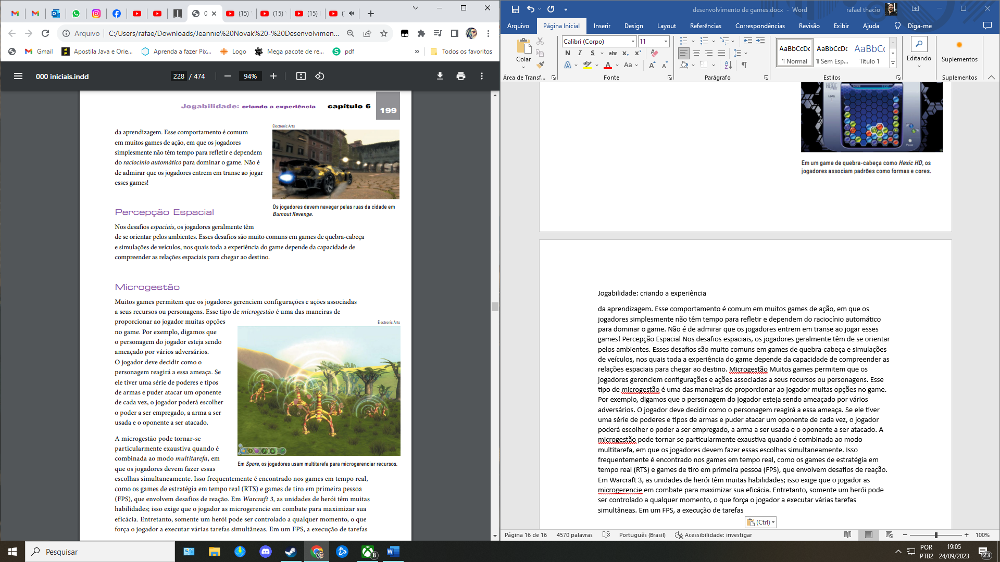 0
(15)
(15)
(15)
(
Arquivo
C:/Users/rafae/Downloads/Jeannie%20Novak%20-%20Desenvolvimen...
Gmail
Apostila Java e Orie...
Aprenda a fazer Pix...
Logo
Mega pacote de re...
pdf
»
Todos os favoritos
000 iniciais.indd
228 / 474
94%
Jogabilidade: criando a experiência capítulo 6
199
Electronic Arts
da aprendizagem. Esse comportamento é comum
em muitos games de ação, em que os jogadores
simplesmente não têm tempo para refletir e dependem
do raciocínio automático para dominar o game. Não é
de admirar que os jogadores entrem em transe ao jogar
esses games!
Os jogadores devem navegar pelas ruas da cidade em
Burnout Revenge.
Percepção Espacial
Nos desafios espaciais, os jogadores geralmente têm
de se orientar pelos ambientes. Esses desafios são muito comuns em games de quebra-cabeça
e simulações de veículos, nos quais toda a experiência do game depende da capacidade de
compreender as relações espaciais para chegar ao destino.
Microgestão
Muitos games permitem que os jogadores gerenciem configurações e ações associadas
a seus recursos ou personagens. Esse tipo de microgestão é uma das maneiras de
proporcionar ao jogador muitas opções
no game. Por exemplo, digamos que
o personagem do jogador esteja sendo
ameaçado por vários adversários.
O jogador deve decidir como o
personagem reagirá a essa ameaça. Se
ele tiver uma série de poderes e tipos
de armas e puder atacar um oponente
de cada vez, o jogador poderá escolher
o poder a ser empregado, a arma a ser
usada e o oponente a ser atacado.
Electronic Arts
Em Spore, os jogadores usam multitarefa para microgerenciar recursos.
A microgestão pode tornar-se
particularmente exaustiva quando é
combinada ao modo multitarefa, em
que os jogadores devem fazer essas
escolhas simultaneamente. Isso frequentemente é encontrado nos games em tempo real,
como os games de estratégia em tempo real (RTS) e games de tiro em primeira pessoa
(FPS), que envolvem desafios de reação. Em Warcraft 3, as unidades de herói têm muitas
habilidades; isso exige que o jogador as microgerencie em combate para maximizar sua
eficácia. Entretanto, somente um herói pode ser controlado a qualquer momento, o que
força o jogador a executar várias tarefas simultâneas. Em um FPS, a execução de tarefas
desenvolvimento de games.docx - Word
rafael thacio
Arquivo
Página Inicial
Inserir
Design
Layout
Referências
Correspondências
Revisão
Exibir
Ajuda
Diga-me
Colar
Calibri (Corpo)
11
N I S abc x₂ x²
A ab A Aa A A
AaBbCcDc
¶ Normal
AaBbCcDc
¶ Sem Esp...
AaBbCc
Título 1
Editando
Suplementos
Área de Transf...
Fonte
Parágrafo
Estilos
Suplementos
HEXIC
LEVEL
Em um game de quebra-cabeça como Hexic HD, os
jogadores associam padrões como formas e cores.
Jogabilidade: criando a experiência
da aprendizagem. Esse comportamento é comum em muitos games de ação, em que os
jogadores simplesmente não têm tempo para refletir e dependem do raciocínio automático
para dominar o game. Não é de admirar que os jogadores entrem em transe ao jogar esses
games! Percepção Espacial Nos desafios espaciais, os jogadores geralmente têm de se orientar
pelos ambientes. Esses desafios são muito comuns em games de quebra-cabeça e simulações
de veículos, nos quais toda a experiência do game depende da capacidade de compreender as
relações espaciais para chegar ao destino. Microgestão Muitos games permitem que os
jogadores gerenciem configurações e ações associadas a seus recursos ou personagens. Esse
tipo de microgestão é uma das maneiras de proporcionar ao jogador muitas opções no game.
Por exemplo, digamos que o personagem do jogador esteja sendo ameaçado por vários
adversários. O jogador deve decidir como o personagem reagirá a essa ameaça. Se ele tiver
uma série de poderes e tipos de armas e puder atacar um oponente de cada vez, o jogador
poderá escolher o poder a ser empregado, a arma a ser usada e o oponente a ser atacado. A
microgestão pode tornar-se particularmente exaustiva quando é combinada ao modo
multitarefa, em que os jogadores devem fazer essas escolhas simultaneamente. Isso
frequentemente é encontrado nos games em tempo real, como os games de estratégia em
tempo real (RTS) e games de tiro em primeira pessoa (FPS), que envolvem desafios de reação.
Em Warcraft 3, as unidades de herói têm muitas habilidades; isso exige que o jogador as
microgerencie em combate para maximizar sua eficácia. Entretanto, somente um herói pode
ser controlado a qualquer momento, o que força o jogador a executar várias tarefas
simultâneas. Em um FPS, a execução de tarefas
(Ctrl)
Página 16 de 16
4570 palavras
Português (Brasil)
Acessibilidade: investigar
100%
Pesquisar
8
POR
PTB2
19:05
24/09/2023
23